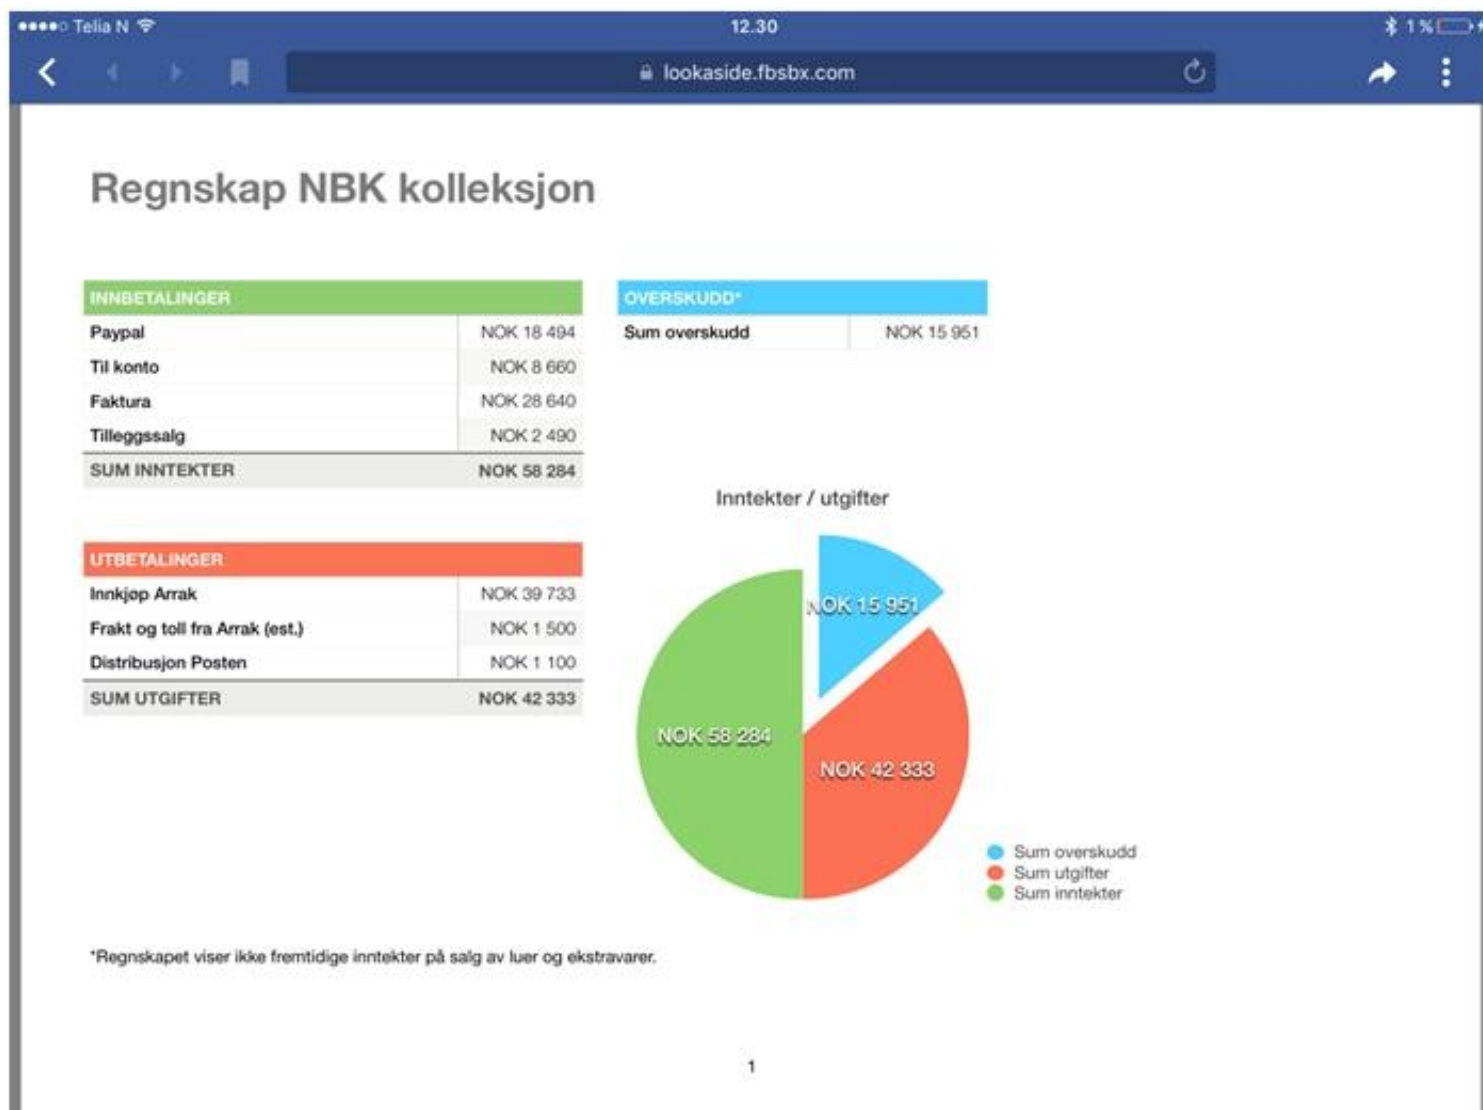 Telia N 12.30 1 %
lookaside.fbsbx.com
Regnskap NBK kolleksjon
INNBETALINGER
Paypal NOK 18 494
Til konto NOK 8 660
Faktura NOK 28 640
Tilleggssalg NOK 2 490
SUM INNTEKTER NOK 58 284
OVERSKUDD*
Sum overskudd NOK 15 951
UTBETALINGER
Innkjøp Arrak NOK 39 733
Frakt og toll fra Arrak (est.) NOK 1 500
Distribusjon Posten NOK 1 100
SUM UTGIFTER NOK 42 333
Inntekter / utgifter
NOK 15 951
NOK 58 284
NOK 42 333
Sum overskudd
Sum utgifter
Sum inntekter
*Regnskapet viser ikke fremtidige inntekter på salg av luer og ekstravarer.
1